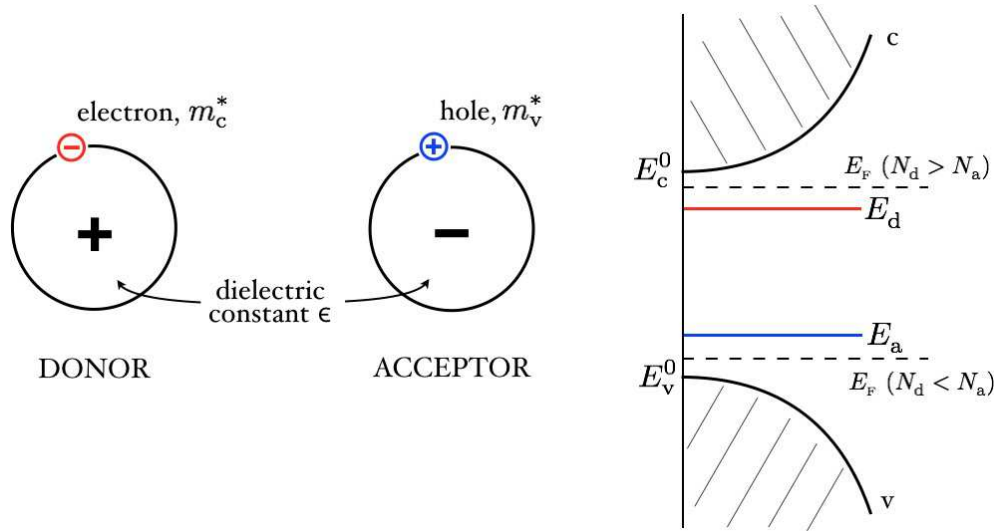 electron, m*c
hole, m*v
−
+
+
−
dielectric
constant ϵ
DONOR
ACCEPTOR
c
E0c
EF (Nd > Na)
Ed
Ea
E0v
EF (Nd < Na)
v